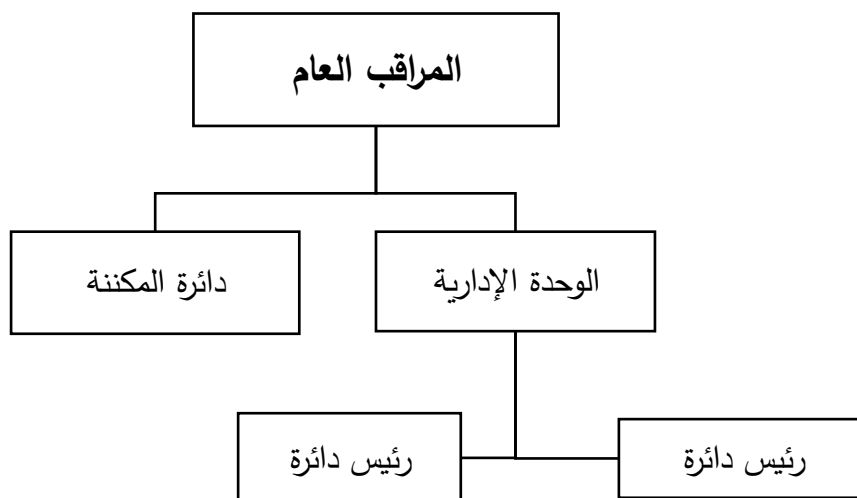 المراقب العام
الوحدة الإدارية
دائرة المكننة
رئيس دائرة
رئيس دائرة